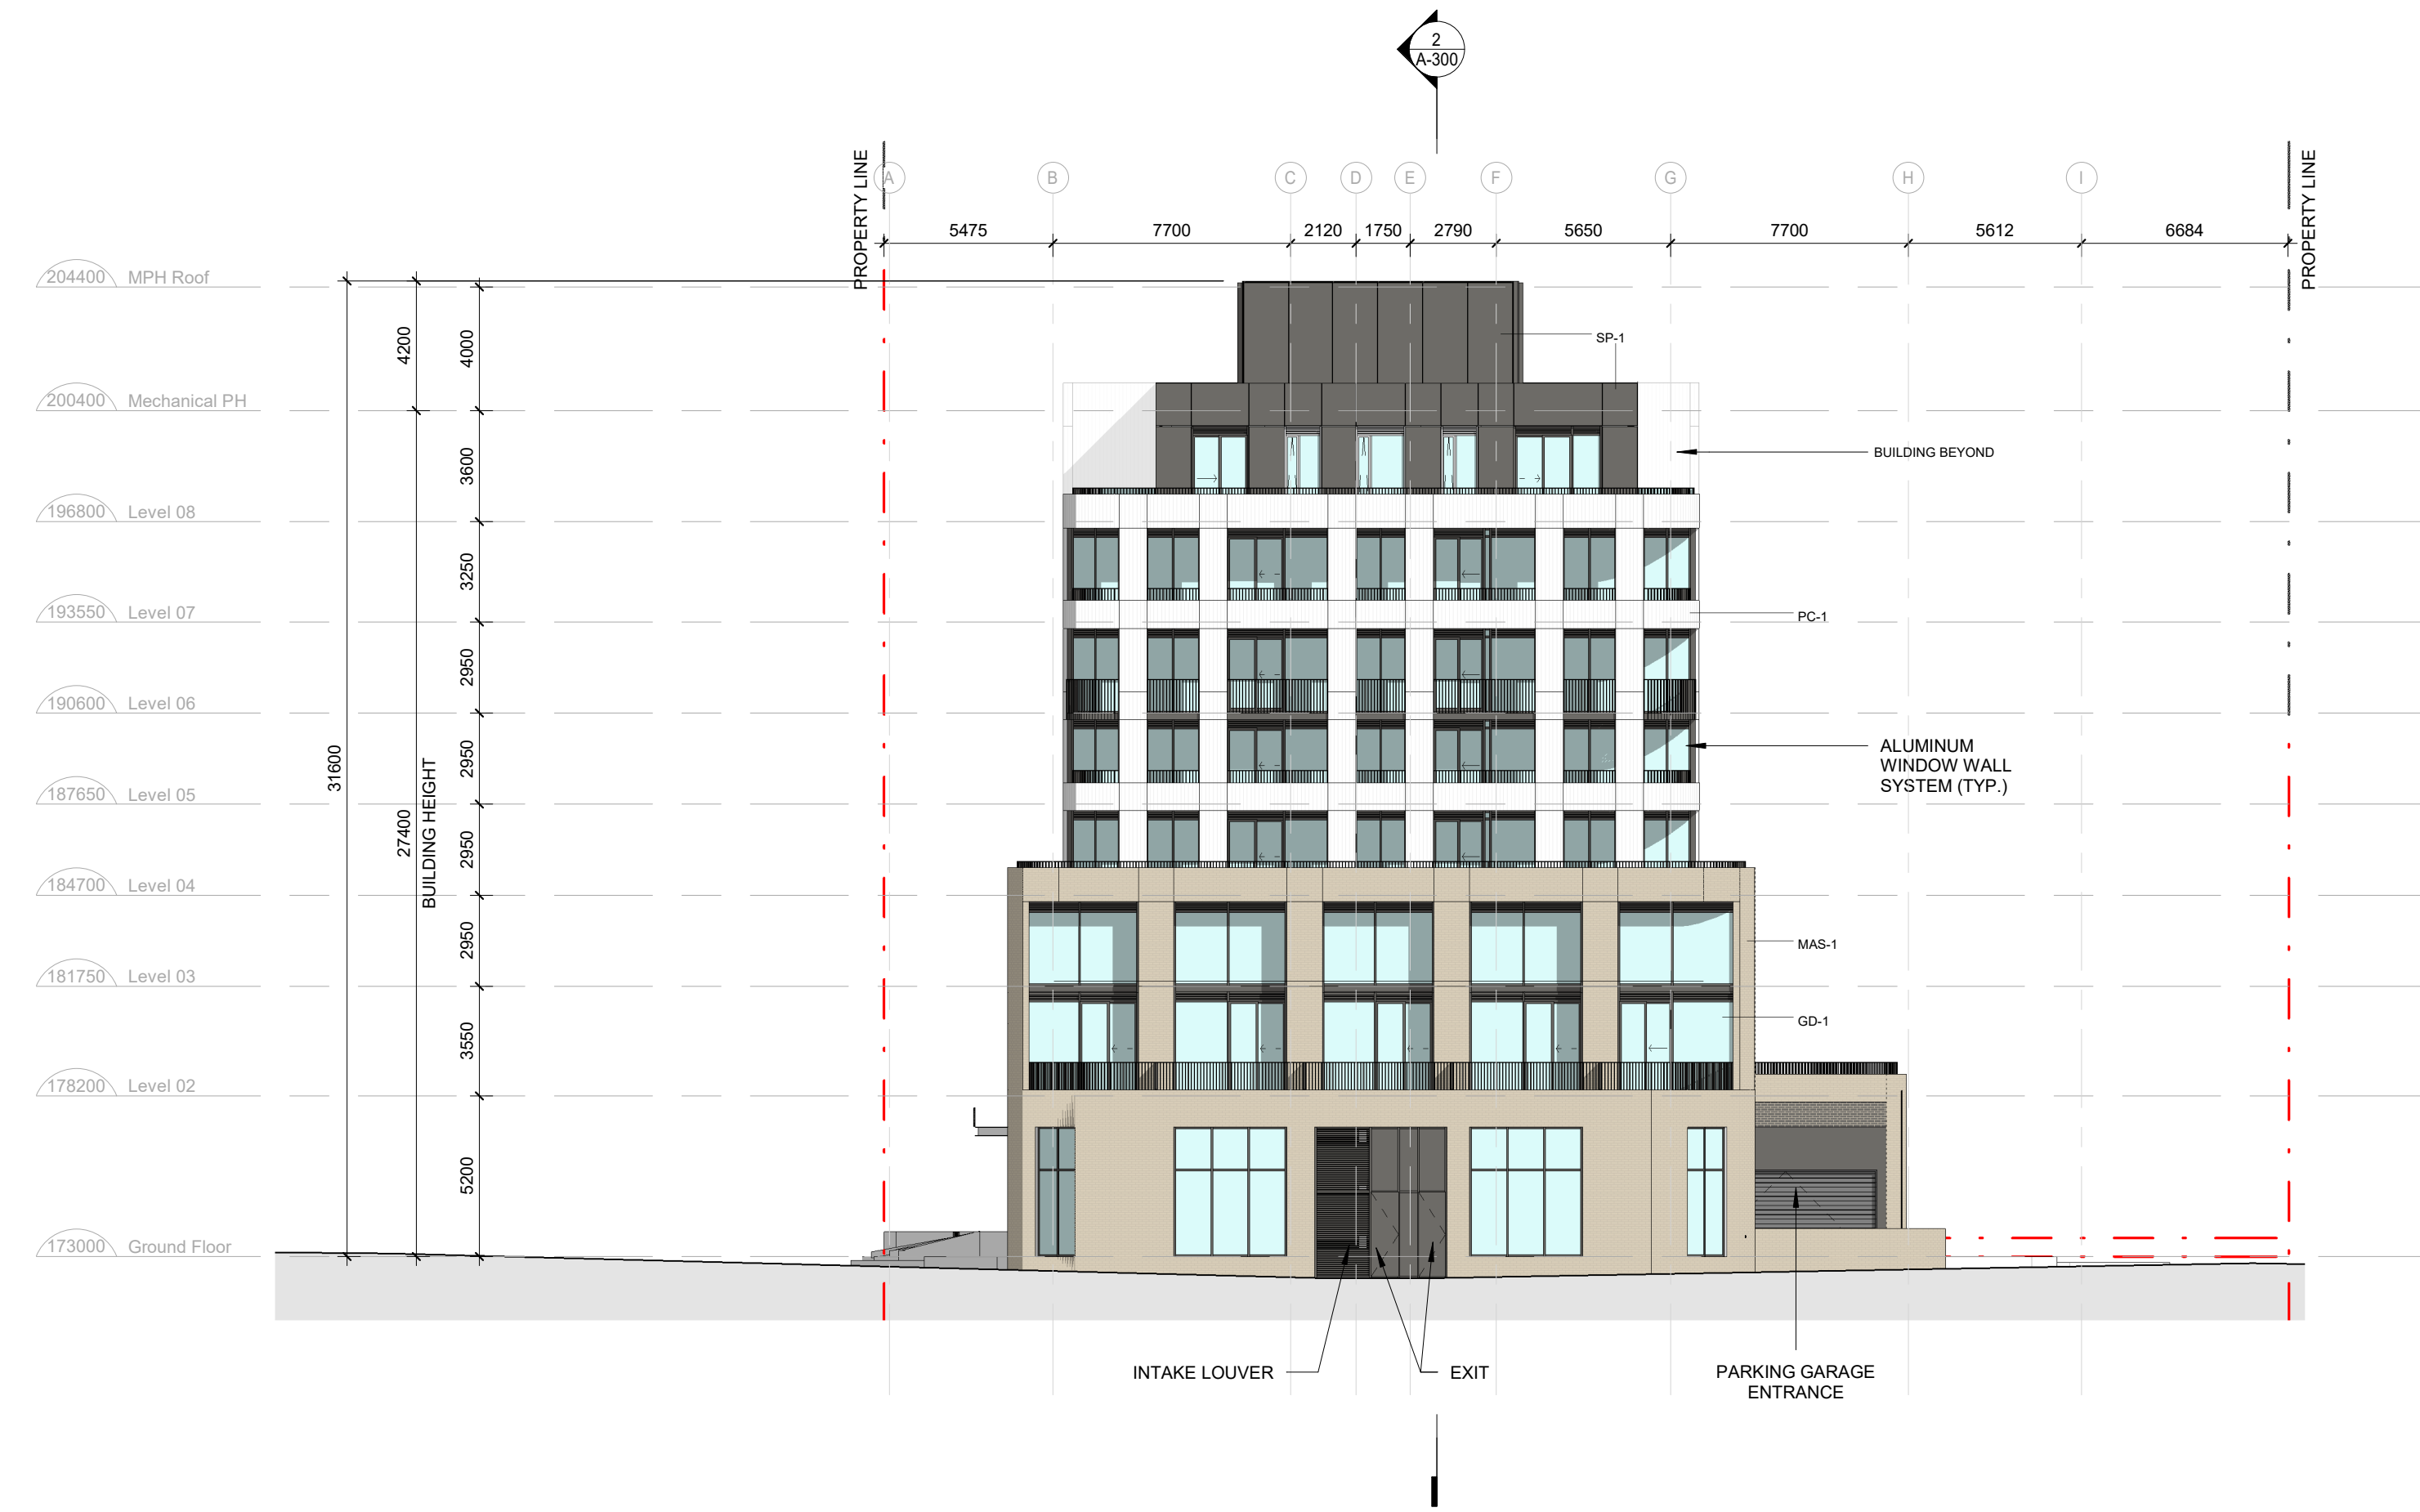 2
A-300
PROPERTY LINE
PROPERTY LINE
A
B
C
D
E
F
G
H
I
5475
7700
2120
1750
2790
5650
7700
5612
6684
204400 MPH Roof
200400 Mechanical PH
196800 Level 08
193550 Level 07
190600 Level 06
187650 Level 05
184700 Level 04
181750 Level 03
178200 Level 02
173000 Ground Floor
31600
4200
27400
BUILDING HEIGHT
4000
3600
3250
2950
2950
2950
2950
3550
5200
SP-1
BUILDING BEYOND
PC-1
ALUMINUM
WINDOW WALL
SYSTEM (TYP.)
MAS-1
GD-1
INTAKE LOUVER
EXIT
PARKING GARAGE
ENTRANCE